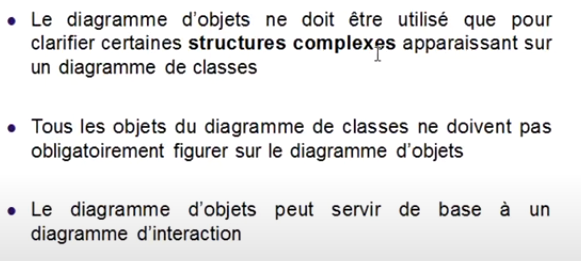 • Le diagramme d'objets ne doit être utilisé que pour
clarifier certaines structures complexes apparaissant sur
un diagramme de classes
• Tous les objets du diagramme de classes ne doivent pas
obligatoirement figurer sur le diagramme d'objets
• Le diagramme d'objets peut servir de base à un
diagramme d'interaction